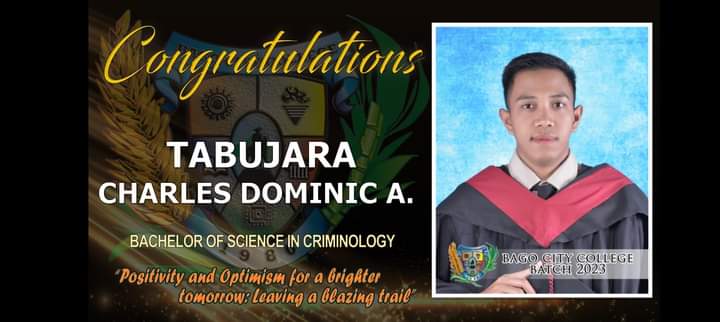 Congratulations
TABUJARA
CHARLES DOMINIC A.
BACHELOR OF SCIENCE IN CRIMINOLOGY
"Positivity and Optimism for a brighter
tomorrow: Leaving a blazing trail"
BAGO CITY COLLEGE
BATCH 2023